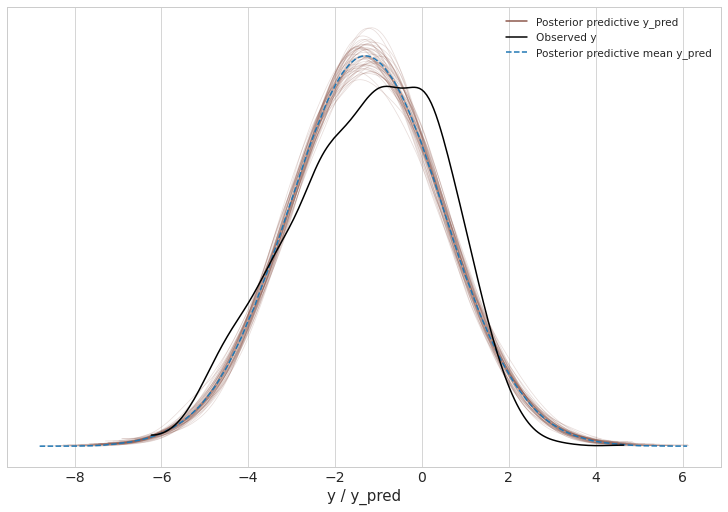 Posterior predictive y_pred
Observed y
Posterior predictive mean y_pred
−8 −6 −4 −2 0 2 4 6
y / y_pred